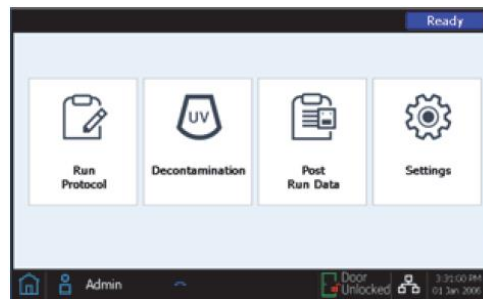 Ready
UV
Run
Protocol
Decontamination
Post
Run Data
Settings
Admin
Door
Unlocked
3:31:00 PM
01 Jan 2006